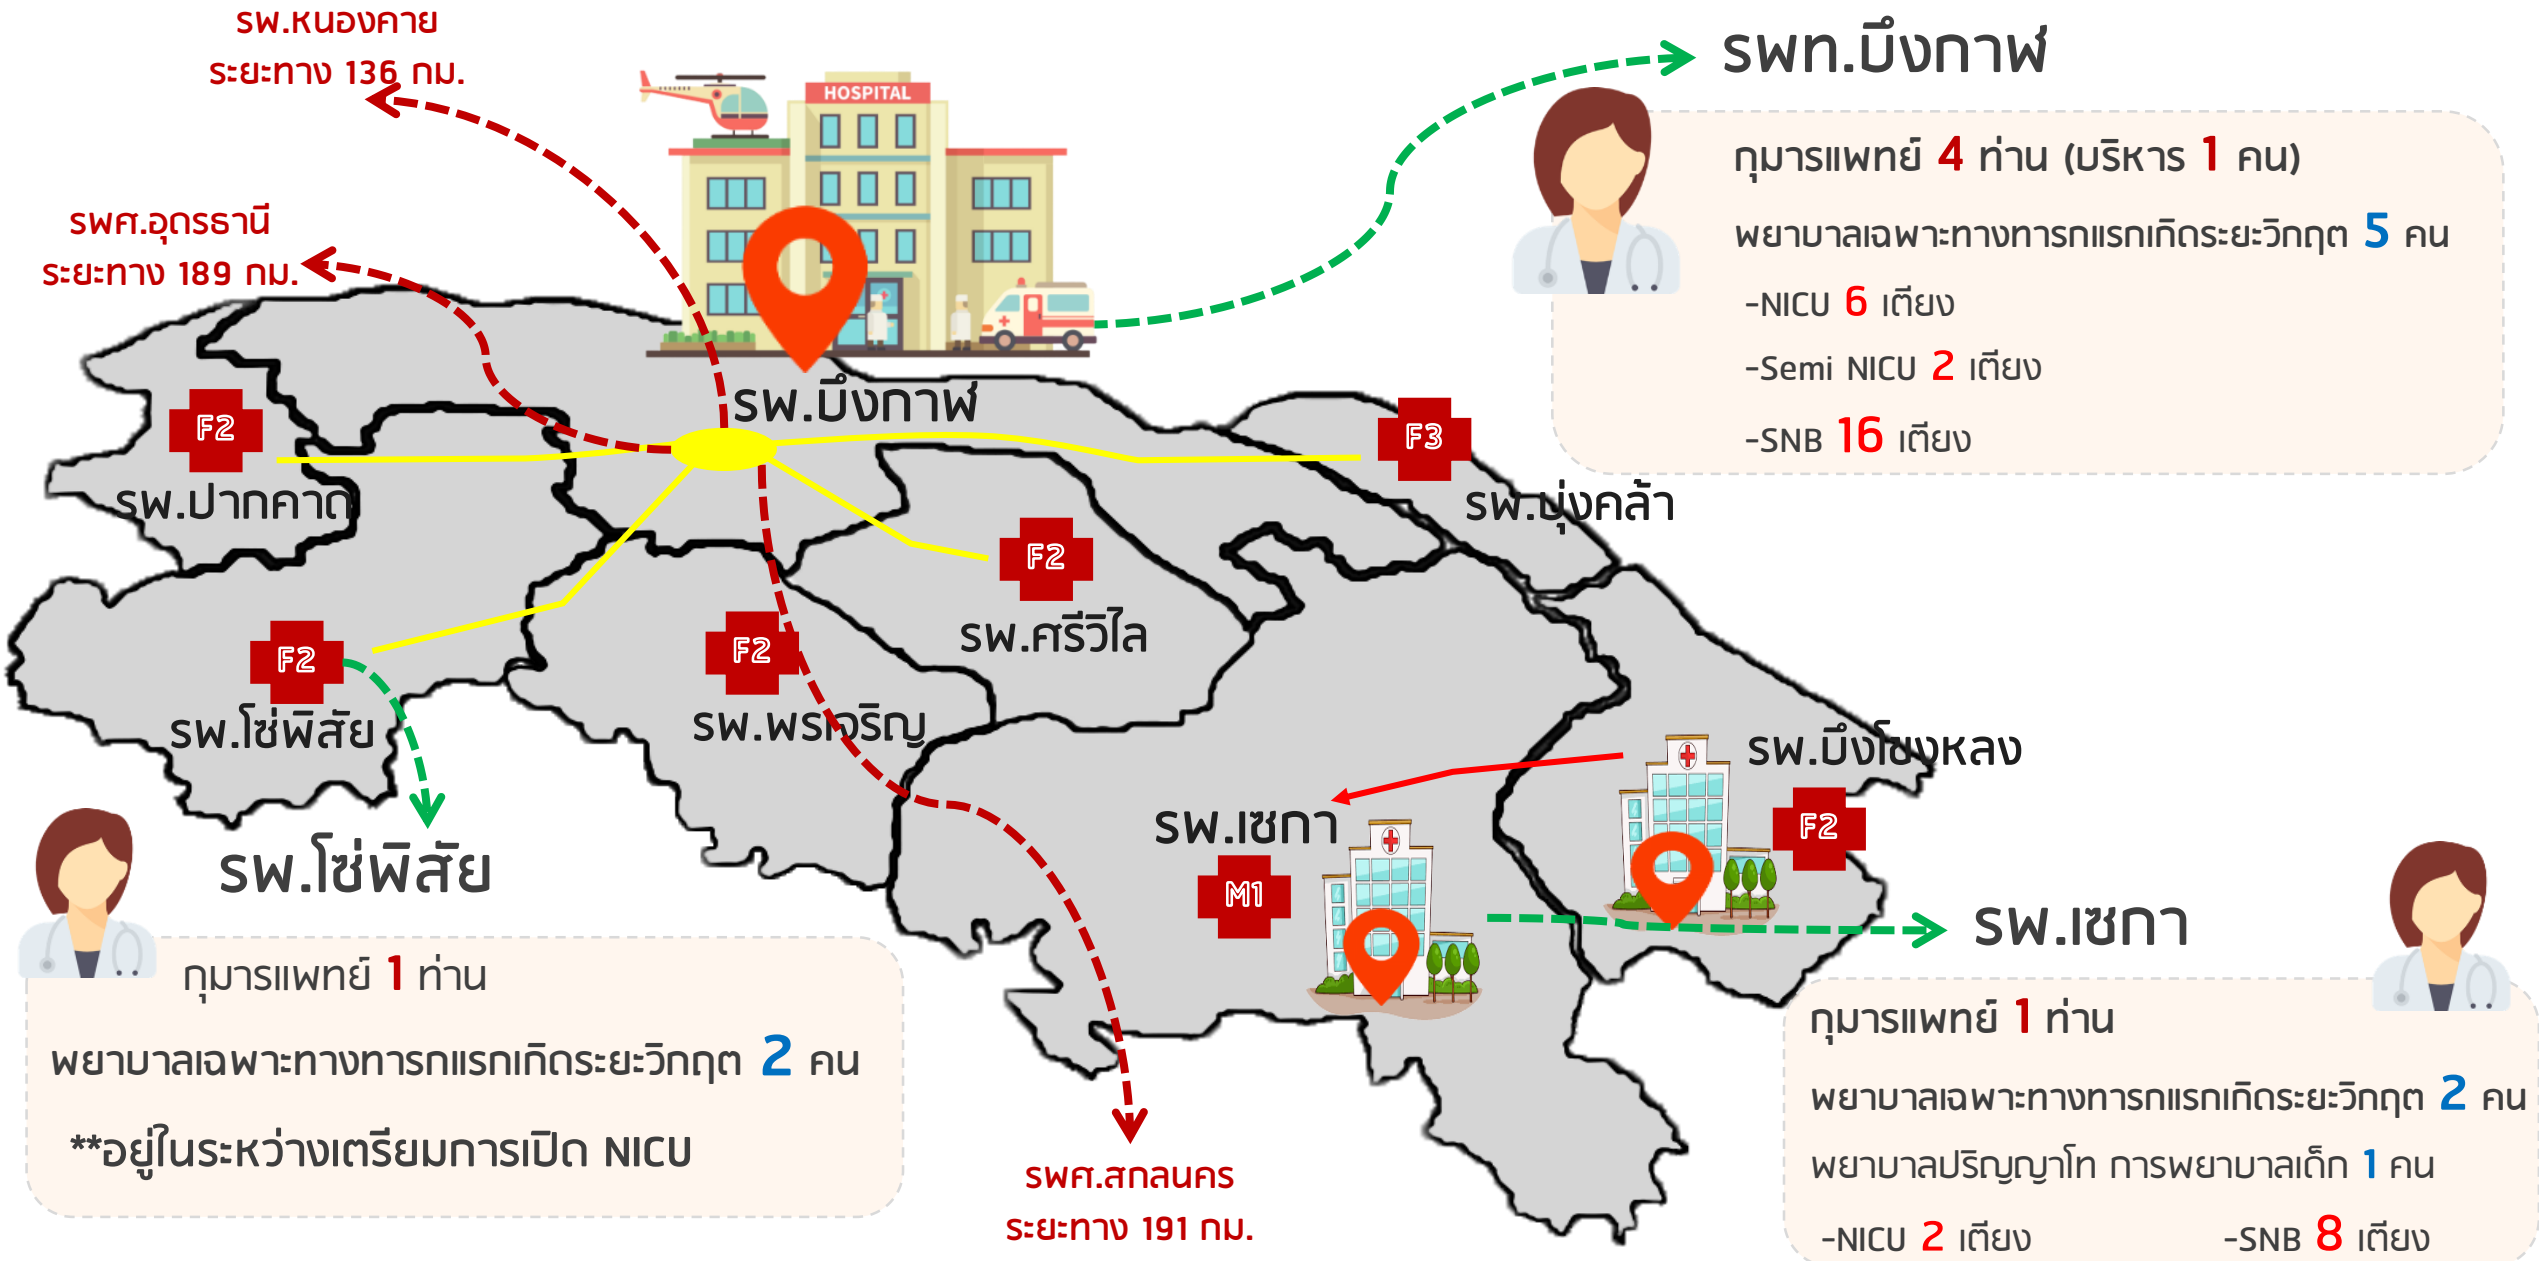 รพ.หนองคาย
ระยะทาง 136 กม.
รพท.บึงกาฬ
HOSPITAL
กุมารแพทย์ 4 ท่าน (บริหาร 1 คน)
พยาบาลเฉพาะทางทารกแรกเกิดระยะวิกฤต 5 คน
-NICU 6 เตียง
-Semi NICU 2 เตียง
-SNB 16 เตียง
รพศ.อุดรธานี
ระยะทาง 189 กม.
รพ.บึงกาฬ
F2
รพ.ปากคาด
F3
รพ.บุ่งคล้า
F2
รพ.ศรีวิไล
F2
รพ.โซ่พิสัย
F2
รพ.พรเจริญ
รพ.บึงโขงหลง
F2
รพ.เซกา
M1
รพ.โซ่พิสัย
กุมารแพทย์ 1 ท่าน
พยาบาลเฉพาะทางทารกแรกเกิดระยะวิกฤต 2 คน
**อยู่ในระหว่างเตรียมการเปิด NICU
รพศ.สกลนคร
ระยะทาง 191 กม.
รพ.เซกา
กุมารแพทย์ 1 ท่าน
พยาบาลเฉพาะทางทารกแรกเกิดระยะวิกฤต 2 คน
พยาบาลปริญญาโท การพยาบาลเด็ก 1 คน
-NICU 2 เตียง -SNB 8 เตียง